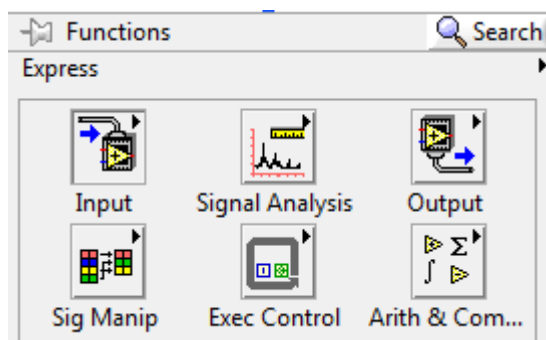 Functions Search
Express
Input Signal Analysis Output
Sig Manip Exec Control Arith & Com...